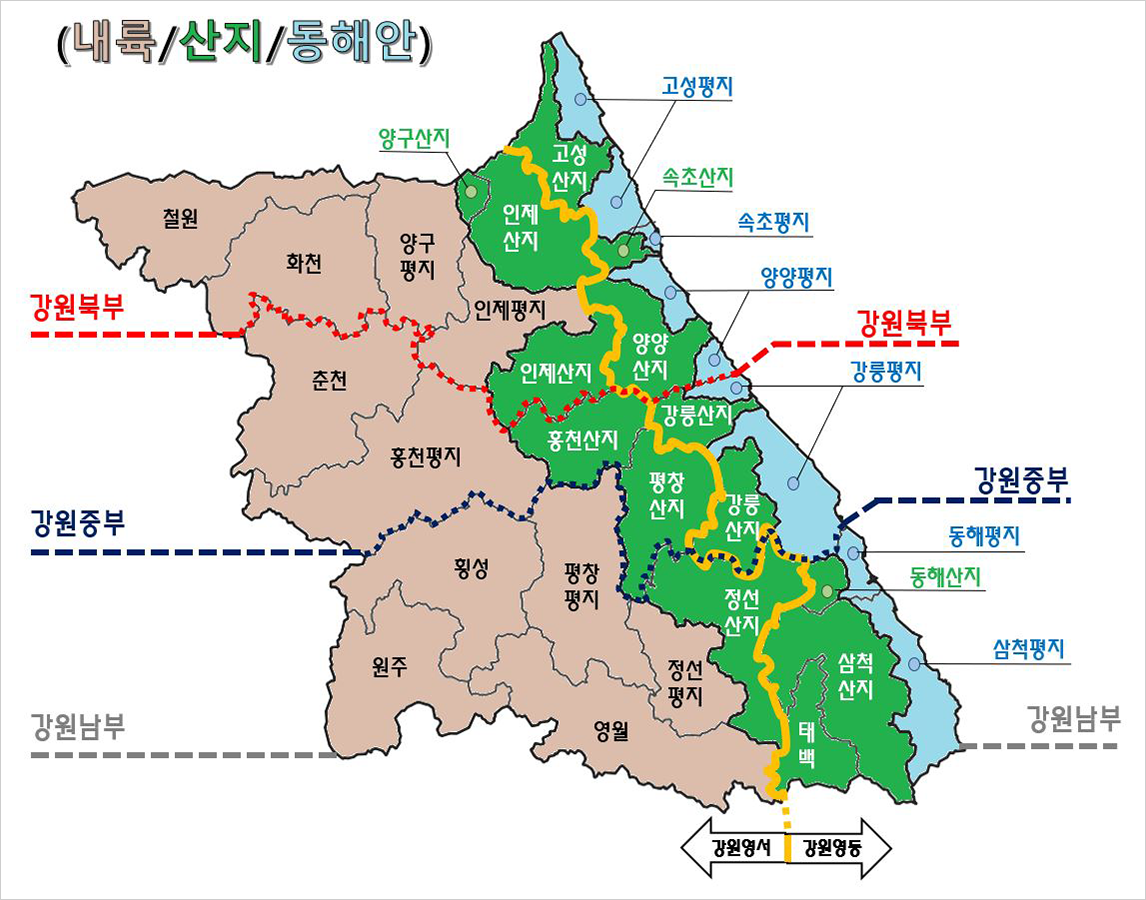 (내륙/산지/동해안)
고성평지
양구산지
고성
산지
속초산지
철원
인제
산지
속초평지
양구
평지
화천
양양평지
강원북부
인제평지
강원북부
양양
산지
강릉평지
춘천
인제산지
강릉산지
홍천산지
홍천평지
강원중부
평창
산지
강릉
산지
강원중부
동해평지
횡성
평창
평지
동해산지
정선
산지
삼척평지
원주
정선
평지
삼척
산지
강원남부
강원남부
영월
태
백
강원영서
강원영동